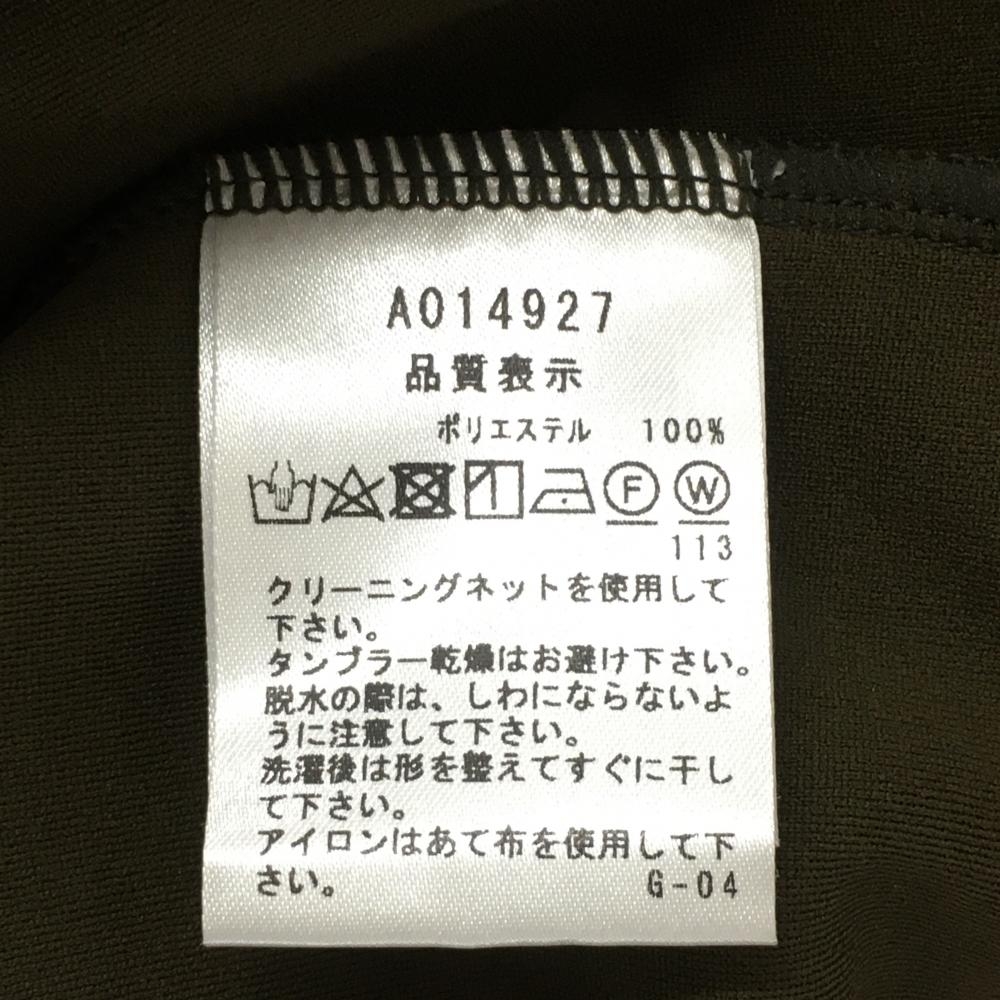 A014927
品質表示
ポリエステル 100%
F W
113
クリーニングネットを使用して
下さい。
タンブラー乾燥はお避け下さい。
脱水の際は、しわにならないよ
うに注意して下さい。
洗濯後は形を整えてすぐに干し
て下さい。
アイロンはあて布を使用して下
さい。 G-04